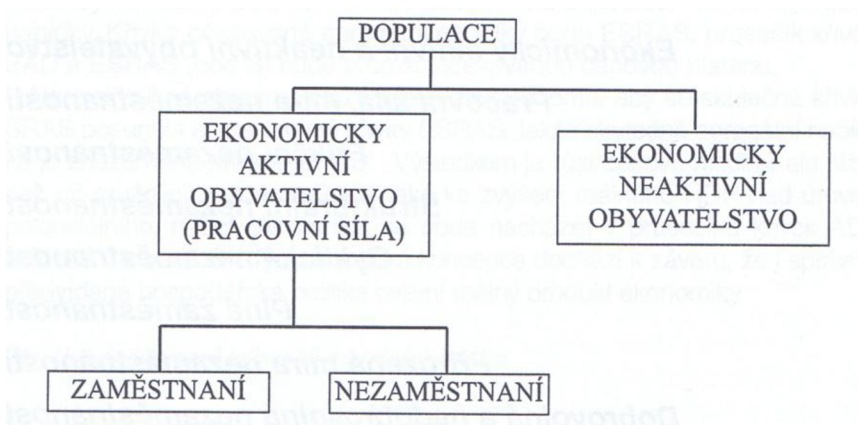 POPULACE
EKONOMICKY
AKTIVNÍ
OBYVATELSTVO
(PRACOVNÍ SÍLA)
EKONOMICKY
NEAKTIVNÍ
OBYVATELSTVO
ZAMĚSTNANÍ
NEZAMĚSTNANÍ